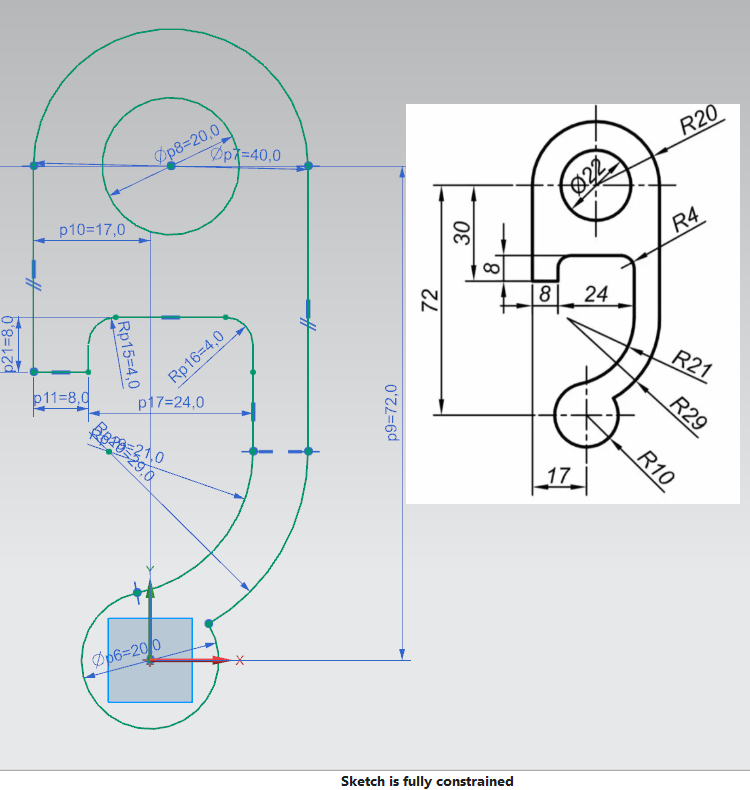 Øp8=20,0
Øp7=40,0
p10=17,0
p21=8,0
Rp15=4,0
Rp16=4,0
p11=8,0
p17=24,0
p9=72,0
=21,0
=29,0
Y
Øp6=20,0
X
R20
Ø22
R4
30
8
8
24
72
R21
R29
R10
17
Sketch is fully constrained